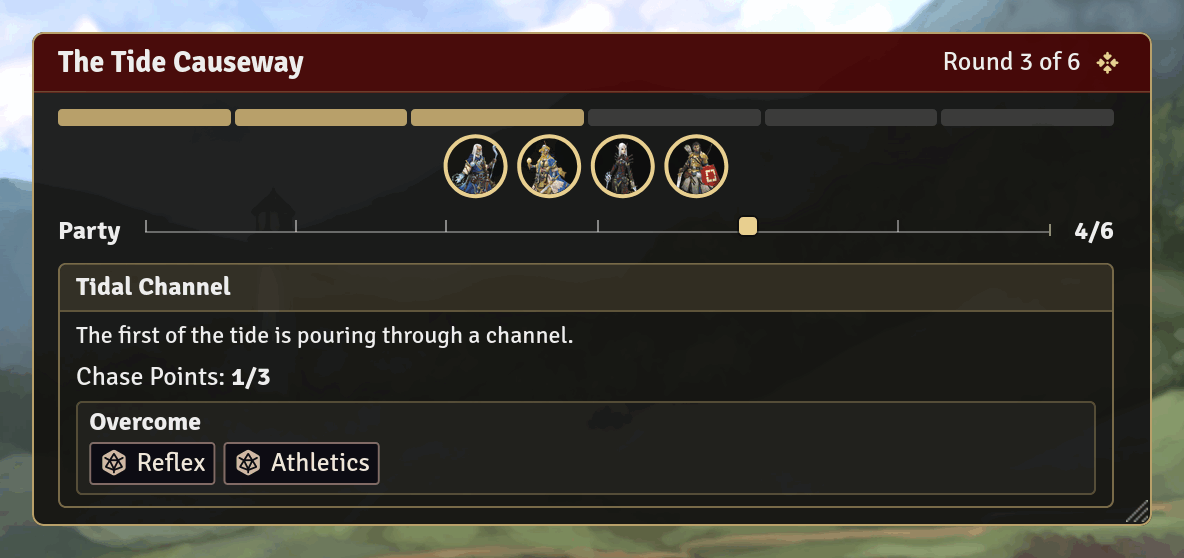 The Tide Causeway
Round 3 of 6
Party
4/6
Tidal Channel
The first of the tide is pouring through a channel.
Chase Points: 1/3
Overcome
Reflex
Athletics